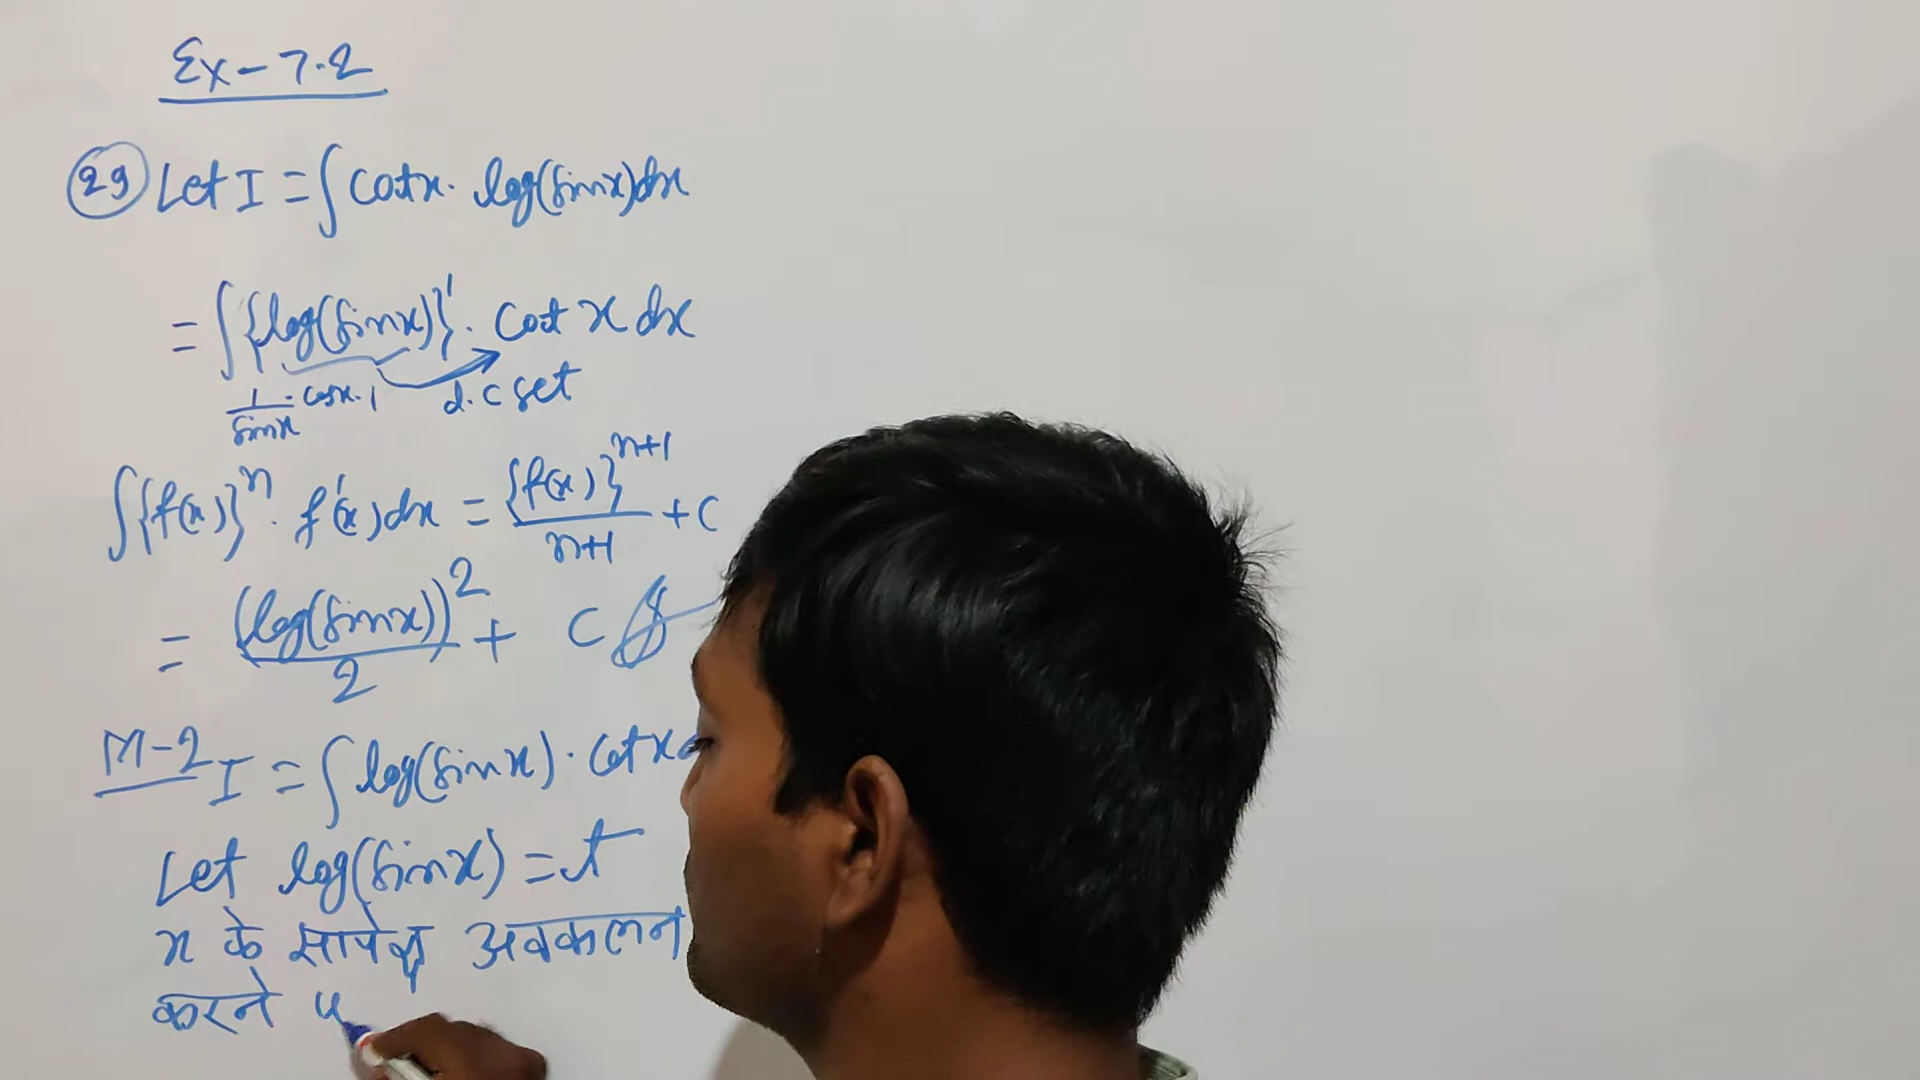 Ex-7.2
(29) Let I = ∫ cotx. log(sinx)dx
= ∫{log(sinx)}¹. cot x dx
1/sinx . cosx.1 d.c set
∫{f(x)}ⁿ. f'(x)dx = {f(x)}ⁿ⁺¹/n+1 + c
= (log(sinx))²/2 + c
M-2 I = ∫ log(sinx). cotx
Let log(sinx) = t
x के सापेक्ष अवकलन
करने